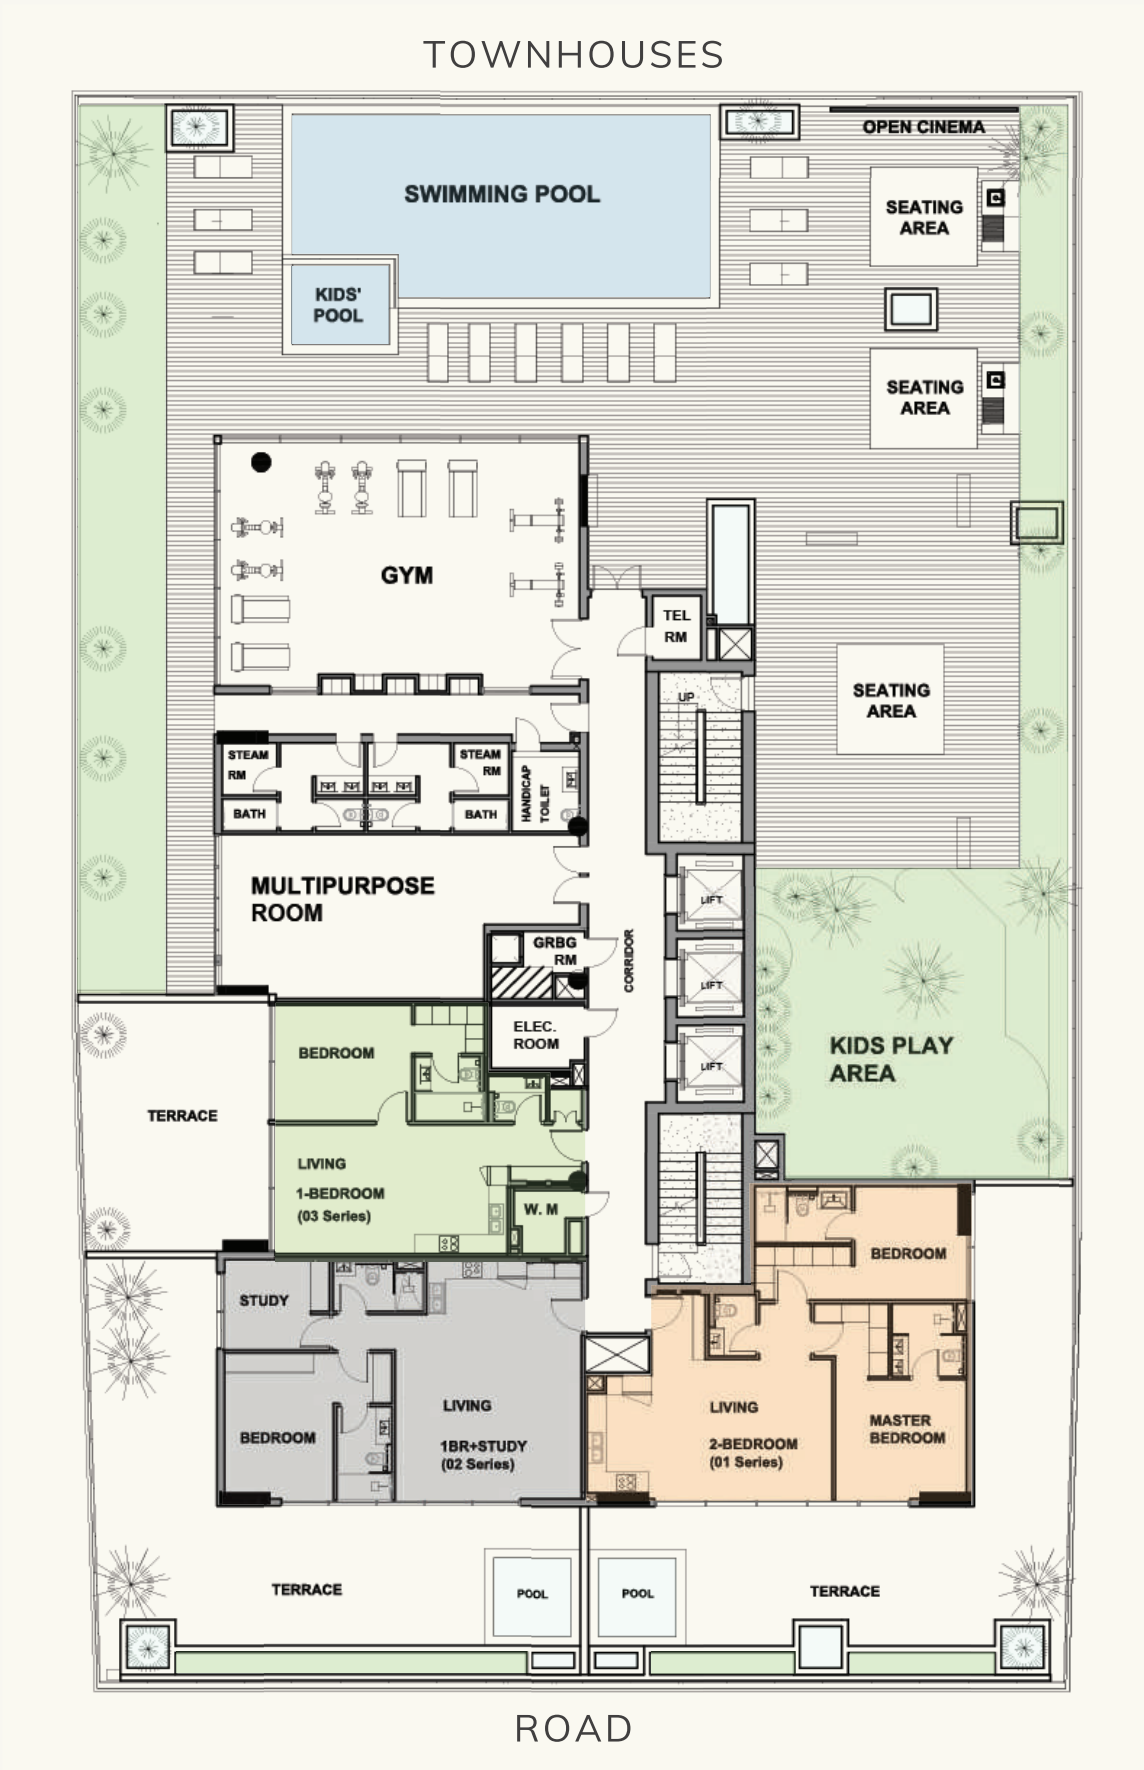 TOWNHOUSES
OPEN CINEMA
SWIMMING POOL
SEATING
AREA
KIDS'
POOL
SEATING
AREA
GYM
TEL
RM
UP
SEATING
AREA
STEAM
RM
STEAM
RM
HANDICAP
TOILET
BATH
BATH
MULTIPURPOSE
ROOM
LIFT
GRBG
RM
CORRIDOR
LIFT
ELEC.
ROOM
KIDS PLAY
AREA
BEDROOM
LIFT
TERRACE
LIVING
1-BEDROOM
(03 Series)
W. M
BEDROOM
STUDY
LIVING
1BR+STUDY
(02 Series)
BEDROOM
LIVING
2-BEDROOM
(01 Series)
MASTER
BEDROOM
TERRACE
POOL
POOL
TERRACE
ROAD